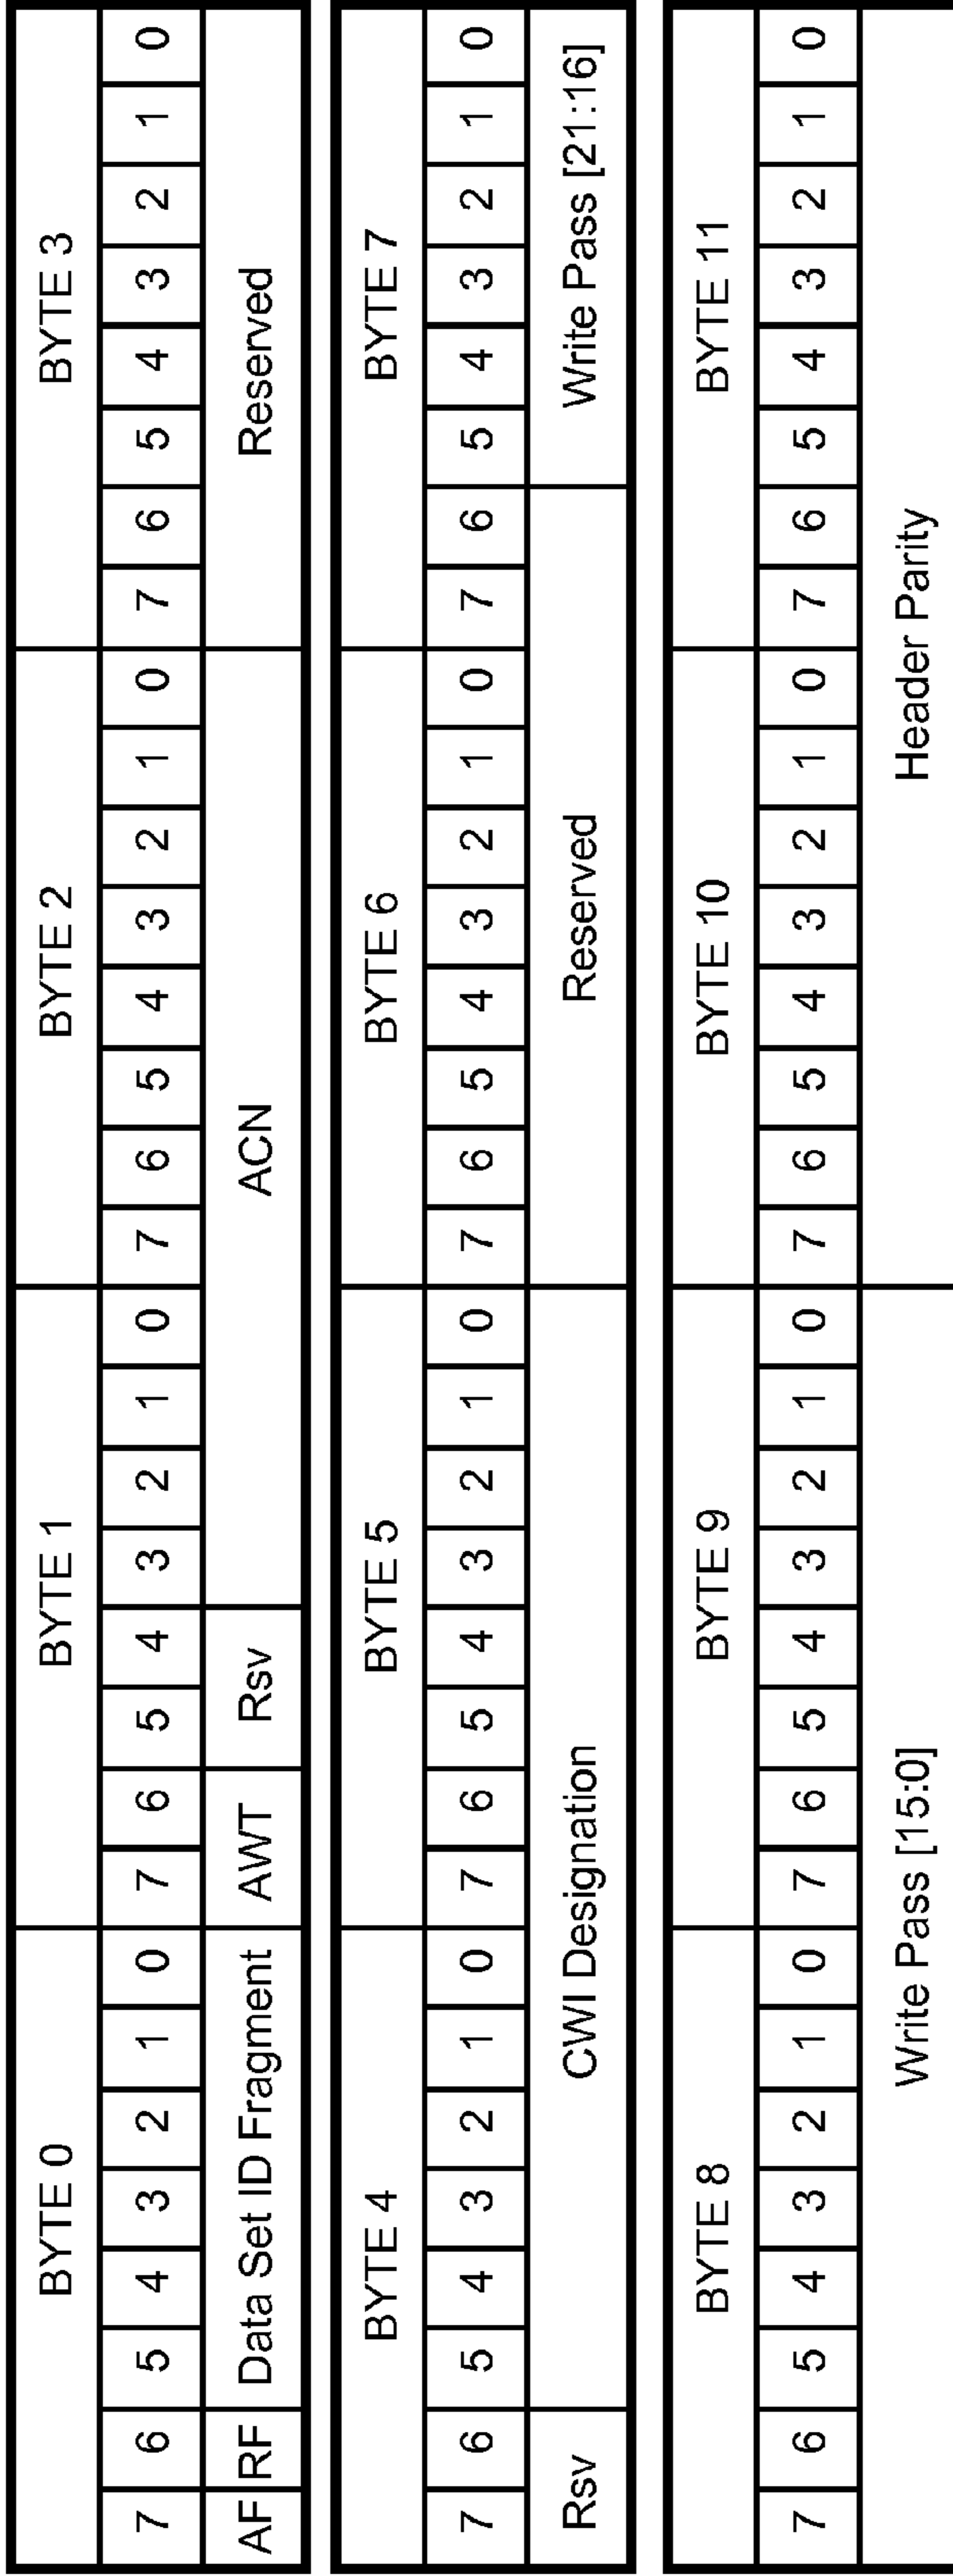 BYTE 0 BYTE 1 BYTE 2 BYTE 3
7 6 5 4 3 2 1 0 7 6 5 4 3 2 1 0 7 6 5 4 3 2 1 0 7 6 5 4 3 2 1 0
AF RF Data Set ID Fragment AWT Rsv ACN Reserved
BYTE 4 BYTE 5 BYTE 6 BYTE 7
7 6 5 4 3 2 1 0 7 6 5 4 3 2 1 0 7 6 5 4 3 2 1 0 7 6 5 4 3 2 1 0
Rsv CWI Designation Reserved Write Pass [21:16]
BYTE 8 BYTE 9 BYTE 10 BYTE 11
7 6 5 4 3 2 1 0 7 6 5 4 3 2 1 0 7 6 5 4 3 2 1 0 7 6 5 4 3 2 1 0
Write Pass [15:0] Header Parity